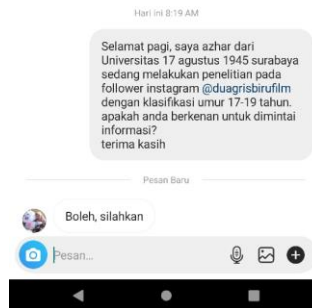 Hari ini 8:19 AM
Selamat pagi, saya azhar dari
Universitas 17 agustus 1945 surabaya
sedang melakukan penelitian pada
follower instagram @duagrisbirufilm
dengan klasifikasi umur 17-19 tahun.
apakah anda berkenan untuk dimintai
informasi?
terima kasih
Pesan Baru
Boleh, silahkan
Pesan...